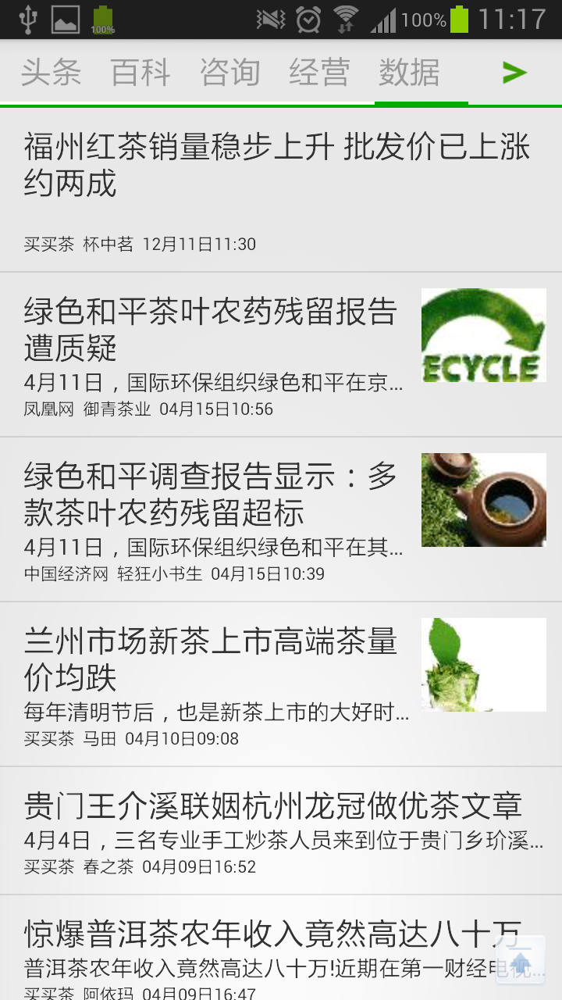 100%
100% 11:17
头条 百科 咨询 经营 数据
福州红茶销量稳步上升 批发价已上涨
约两成
买买茶 杯中茗 12月11日11:30
绿色和平茶叶农药残留报告
遭质疑
4月11日，国际环保组织绿色和平在京...
凤凰网 御青茶业 04月15日10:56
ECYCLE
绿色和平调查报告显示：多
款茶叶农药残留超标
4月11日，国际环保组织绿色和平在其...
中国经济网 轻狂小书生 04月15日10:39
兰州市场新茶上市高端茶量
价均跌
每年清明节后，也是新茶上市的大好时...
买买茶 马田 04月10日09:08
贵门王介溪联姻杭州龙冠做优茶文章
4月4日，三名专业手工炒茶人员来到位于贵门乡玠溪...
买买茶 春之茶 04月09日16:52
惊爆普洱茶农年收入竟然高达八十万
普洱茶农年收入竟然高达八十万!近期在第一财经电视...
买买茶 阿依玛 04月09日16:47